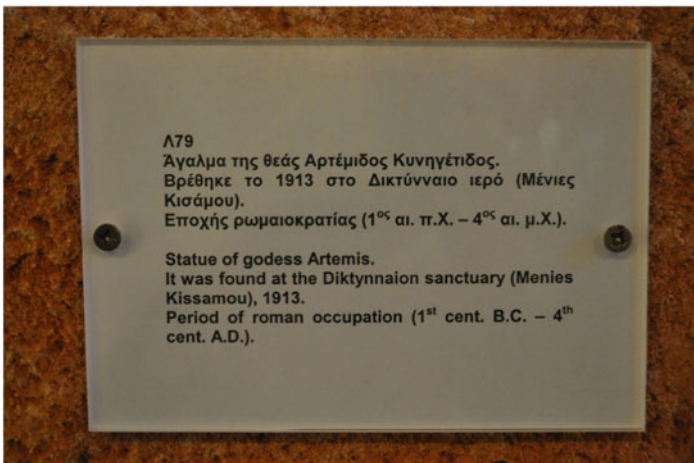 Λ79
Άγαλμα της θεάς Αρτέμιδος Κυνηγέτιδος.
Βρέθηκε το 1913 στο Δικτύνναιο ιερό (Μένιες
Κισάμου).
Εποχής ρωμαιοκρατίας (1ος αι. π.Χ. – 4ος αι. μ.Χ.).
Statue of godess Artemis.
It was found at the Diktynnaion sanctuary (Menies
Kissamou), 1913.
Period of roman occupation (1st cent. B.C. – 4th
cent. A.D.).